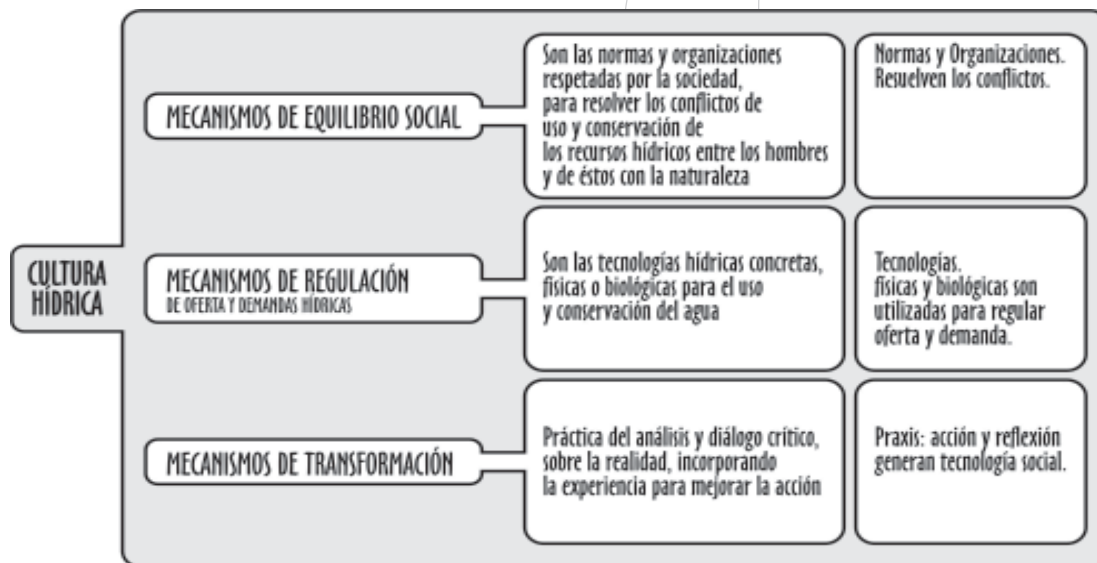 CULTURA
HÍDRICA
MECANISMOS DE EQUILIBRIO SOCIAL
Son las normas y organizaciones
respetadas por la sociedad,
para resolver los conflictos de
uso y conservación de
los recursos hídricos entre los hombres
y de éstos con la naturaleza
Normas y Organizaciones.
Resuelven los conflictos.
MECANISMOS DE REGULACIÓN
DE OFERTA Y DEMANDAS HÍDRICAS
Son las tecnologías hídricas concretas,
físicas o biológicas para el uso
y conservación del agua
Tecnologías.
físicas y biológicas son
utilizadas para regular
oferta y demanda.
MECANISMOS DE TRANSFORMACIÓN
Práctica del análisis y diálogo crítico,
sobre la realidad, incorporando
la experiencia para mejorar la acción
Praxis: acción y reflexión
generan tecnología social.